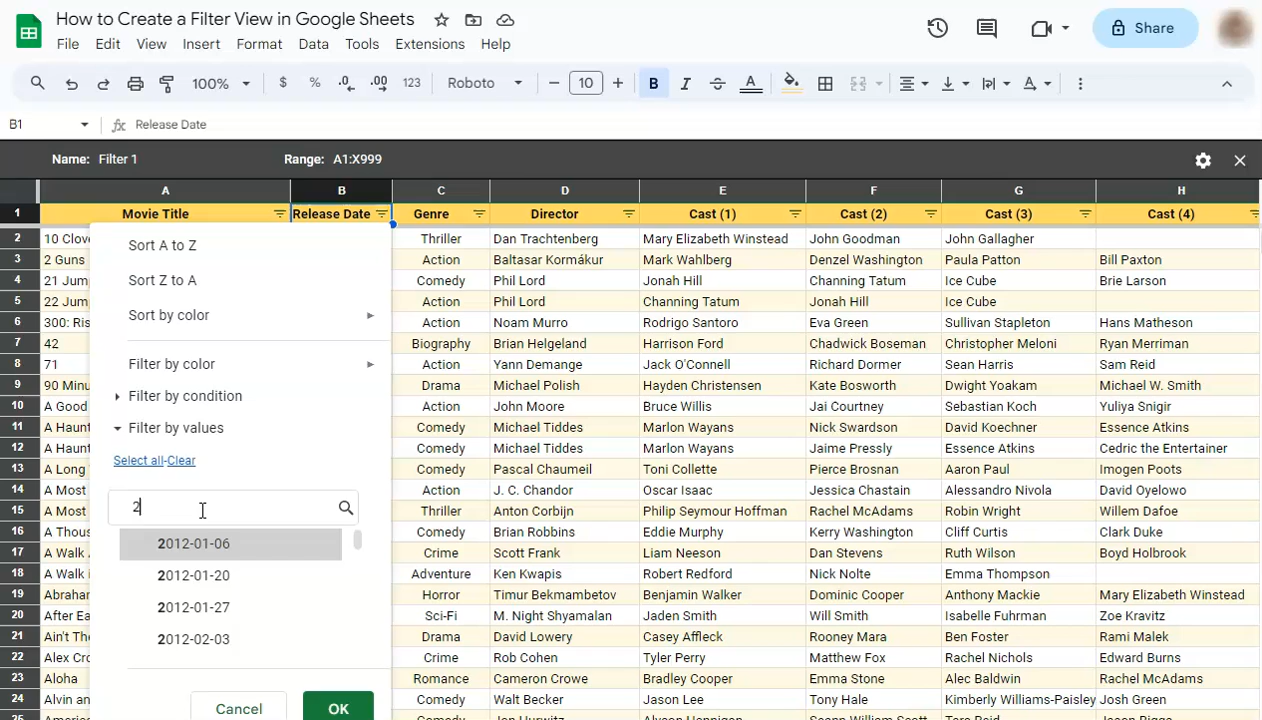 How to Create a Filter View in Google Sheets
File Edit View Insert Format Data Tools Extensions Help
Share
100% $ % .0 .00 123 Roboto 10 B I A
B1 fx Release Date
Name: Filter 1 Range: A1:X999
A B C D E F G H
1 Movie Title Release Date Genre Director Cast (1) Cast (2) Cast (3) Cast (4)
2 10 Clov Thriller Dan Trachtenberg Mary Elizabeth Winstead John Goodman John Gallagher
3 2 Guns Action Baltasar Kormákur Mark Wahlberg Denzel Washington Paula Patton Bill Paxton
4 21 Jump Comedy Phil Lord Jonah Hill Channing Tatum Ice Cube Brie Larson
5 22 Jum Action Phil Lord Channing Tatum Jonah Hill Ice Cube
6 300: Ris Action Noam Murro Rodrigo Santoro Eva Green Sullivan Stapleton Hans Matheson
7 42 Biography Brian Helgeland Harrison Ford Chadwick Boseman Christopher Meloni Ryan Merriman
8 71 Action Yann Demange Jack O'Connell Richard Dormer Sean Harris Sam Reid
9 90 Minu Drama Michael Polish Hayden Christensen Kate Bosworth Dwight Yoakam Michael W. Smith
10 A Good Action John Moore Bruce Willis Jai Courtney Sebastian Koch Yuliya Snigir
11 A Haunt Comedy Michael Tiddes Marlon Wayans Nick Swardson David Koechner Essence Atkins
12 A Haunt Comedy Michael Tiddes Marlon Wayans Jaime Pressly Essence Atkins Cedric the Entertainer
13 A Long Comedy Pascal Chaumeil Toni Collette Pierce Brosnan Aaron Paul Imogen Poots
14 A Most Action J. C. Chandor Oscar Isaac Jessica Chastain Alessandro Nivola David Oyelowo
15 A Most Thriller Anton Corbijn Philip Seymour Hoffman Rachel McAdams Robin Wright Willem Dafoe
16 A Thous Comedy Brian Robbins Eddie Murphy Kerry Washington Cliff Curtis Clark Duke
17 A Walk Crime Scott Frank Liam Neeson Dan Stevens Ruth Wilson Boyd Holbrook
18 A Walk i Adventure Ken Kwapis Robert Redford Nick Nolte Emma Thompson
19 Abrahar Horror Timur Bekmambetov Benjamin Walker Dominic Cooper Anthony Mackie Mary Elizabeth Winstead
20 After Ea Sci-Fi M. Night Shyamalan Jaden Smith Will Smith Isabelle Fuhrman Zoe Kravitz
21 Ain't The Drama David Lowery Casey Affleck Rooney Mara Ben Foster Rami Malek
22 Alex Cro Crime Rob Cohen Tyler Perry Matthew Fox Rachel Nichols Edward Burns
23 Aloha Romance Cameron Crowe Bradley Cooper Emma Stone Alec Baldwin Rachel McAdams
24 Alvin an Comedy Walt Becker Jason Lee Tony Hale Kimberly Williams-Paisley Josh Green
Sort A to Z
Sort Z to A
Sort by color
Filter by color
Filter by condition
Filter by values
Select all-Clear
2
2012-01-06
2012-01-20
2012-01-27
2012-02-03
Cancel OK